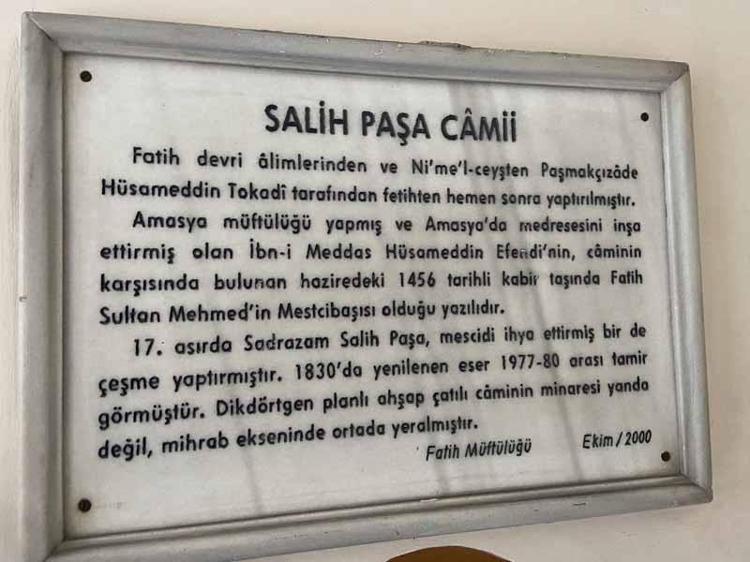 SALİH PAŞA CÂMİİ
Fatih devri âlimlerinden ve Ni'me'l-ceyşten Paşmakçızâde
Hüsameddin Tokadî tarafından fetihten hemen sonra yaptırılmıştır.
Amasya müftülüğü yapmış ve Amasya'da medresesini inşa
ettirmiş olan İbn-i Meddas Hüsameddin Efendi'nin, câminin
karşısında bulunan haziredeki 1456 tarihli kabir taşında Fatih
Sultan Mehmed'in Mestcibaşısı olduğu yazılıdır.
17. asırda Sadrazam Salih Paşa, mescidi ihya ettirmiş bir de
çeşme yaptırmıştır. 1830'da yenilenen eser 1977-80 arası tamir
görmüştür. Dikdörtgen planlı ahşap çatılı câminin minaresi yanda
değil, mihrab ekseninde ortada yeralmıştır.
Fatih Müftülüğü Ekim/2000